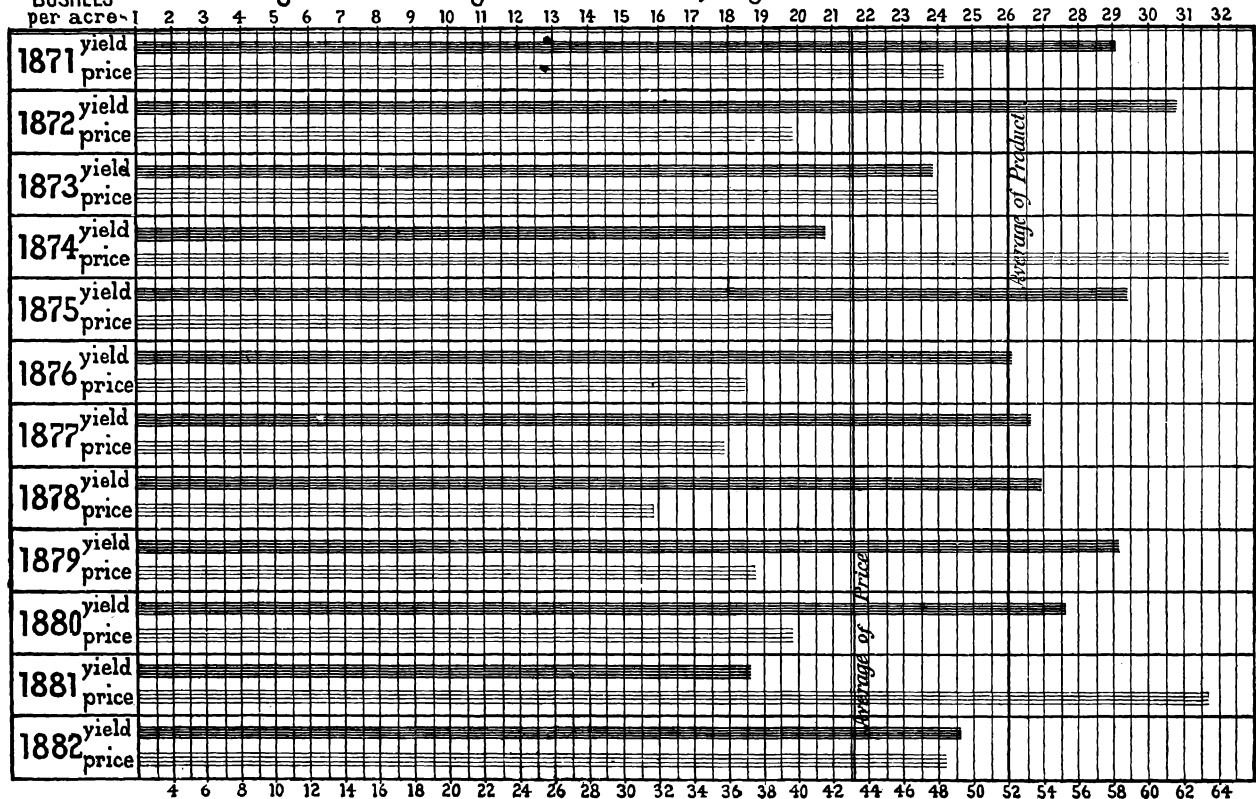 BUSHELS
per acre- 1 2 3 4 5 6 7 8 9 10 11 12 13 14 15 16 17 18 19 20 21 22 23 24 25 26 27 28 29 30 31 32
1871 yield
price
1872 yield
price
1873 yield
price
1874 yield
price
1875 yield
price
1876 yield
price
1877 yield
price
1878 yield
price
1879 yield
price
1880 yield
price
1881 yield
price
1882 yield
price
Average of Product
Average of Price
4 6 8 10 12 14 16 18 20 22 24 26 28 30 32 34 36 38 40 42 44 46 48 50 52 54 56 58 60 62 64